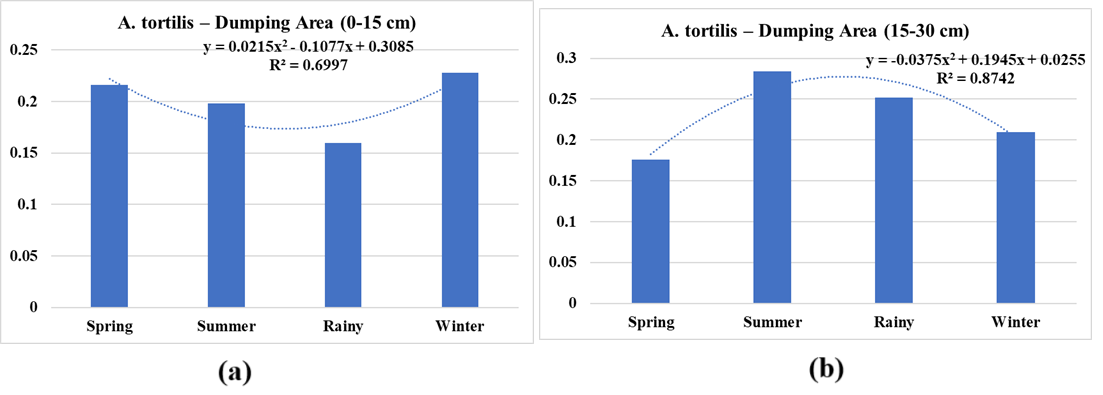 A. tortilis – Dumping Area (0-15 cm)
y = 0.0215x² - 0.1077x + 0.3085
R² = 0.6997
0.25
0.2
0.15
0.1
0.05
0
Spring Summer Rainy Winter
(a)
A. tortilis – Dumping Area (15-30 cm)
y = -0.0375x² + 0.1945x + 0.0255
R² = 0.8742
0.3
0.25
0.2
0.15
0.1
0.05
0
Spring Summer Rainy Winter
(b)